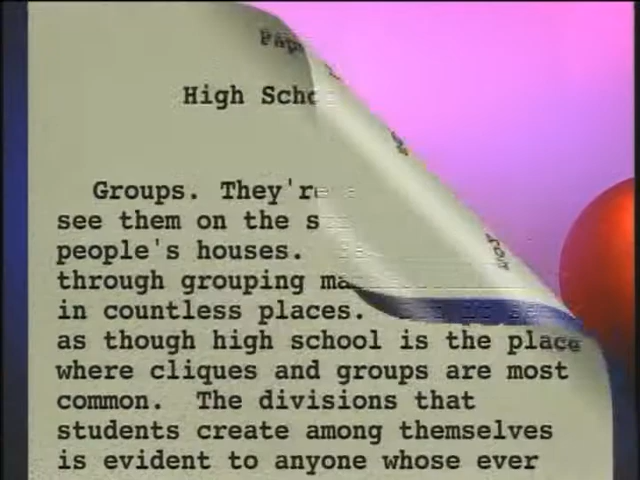 High
Groups. They're
see them on the
people's houses.
through grouping
in countless places.
as though high school is the place
where cliques and groups are most
common. The divisions that
students create among themselves
is evident to anyone whose ever